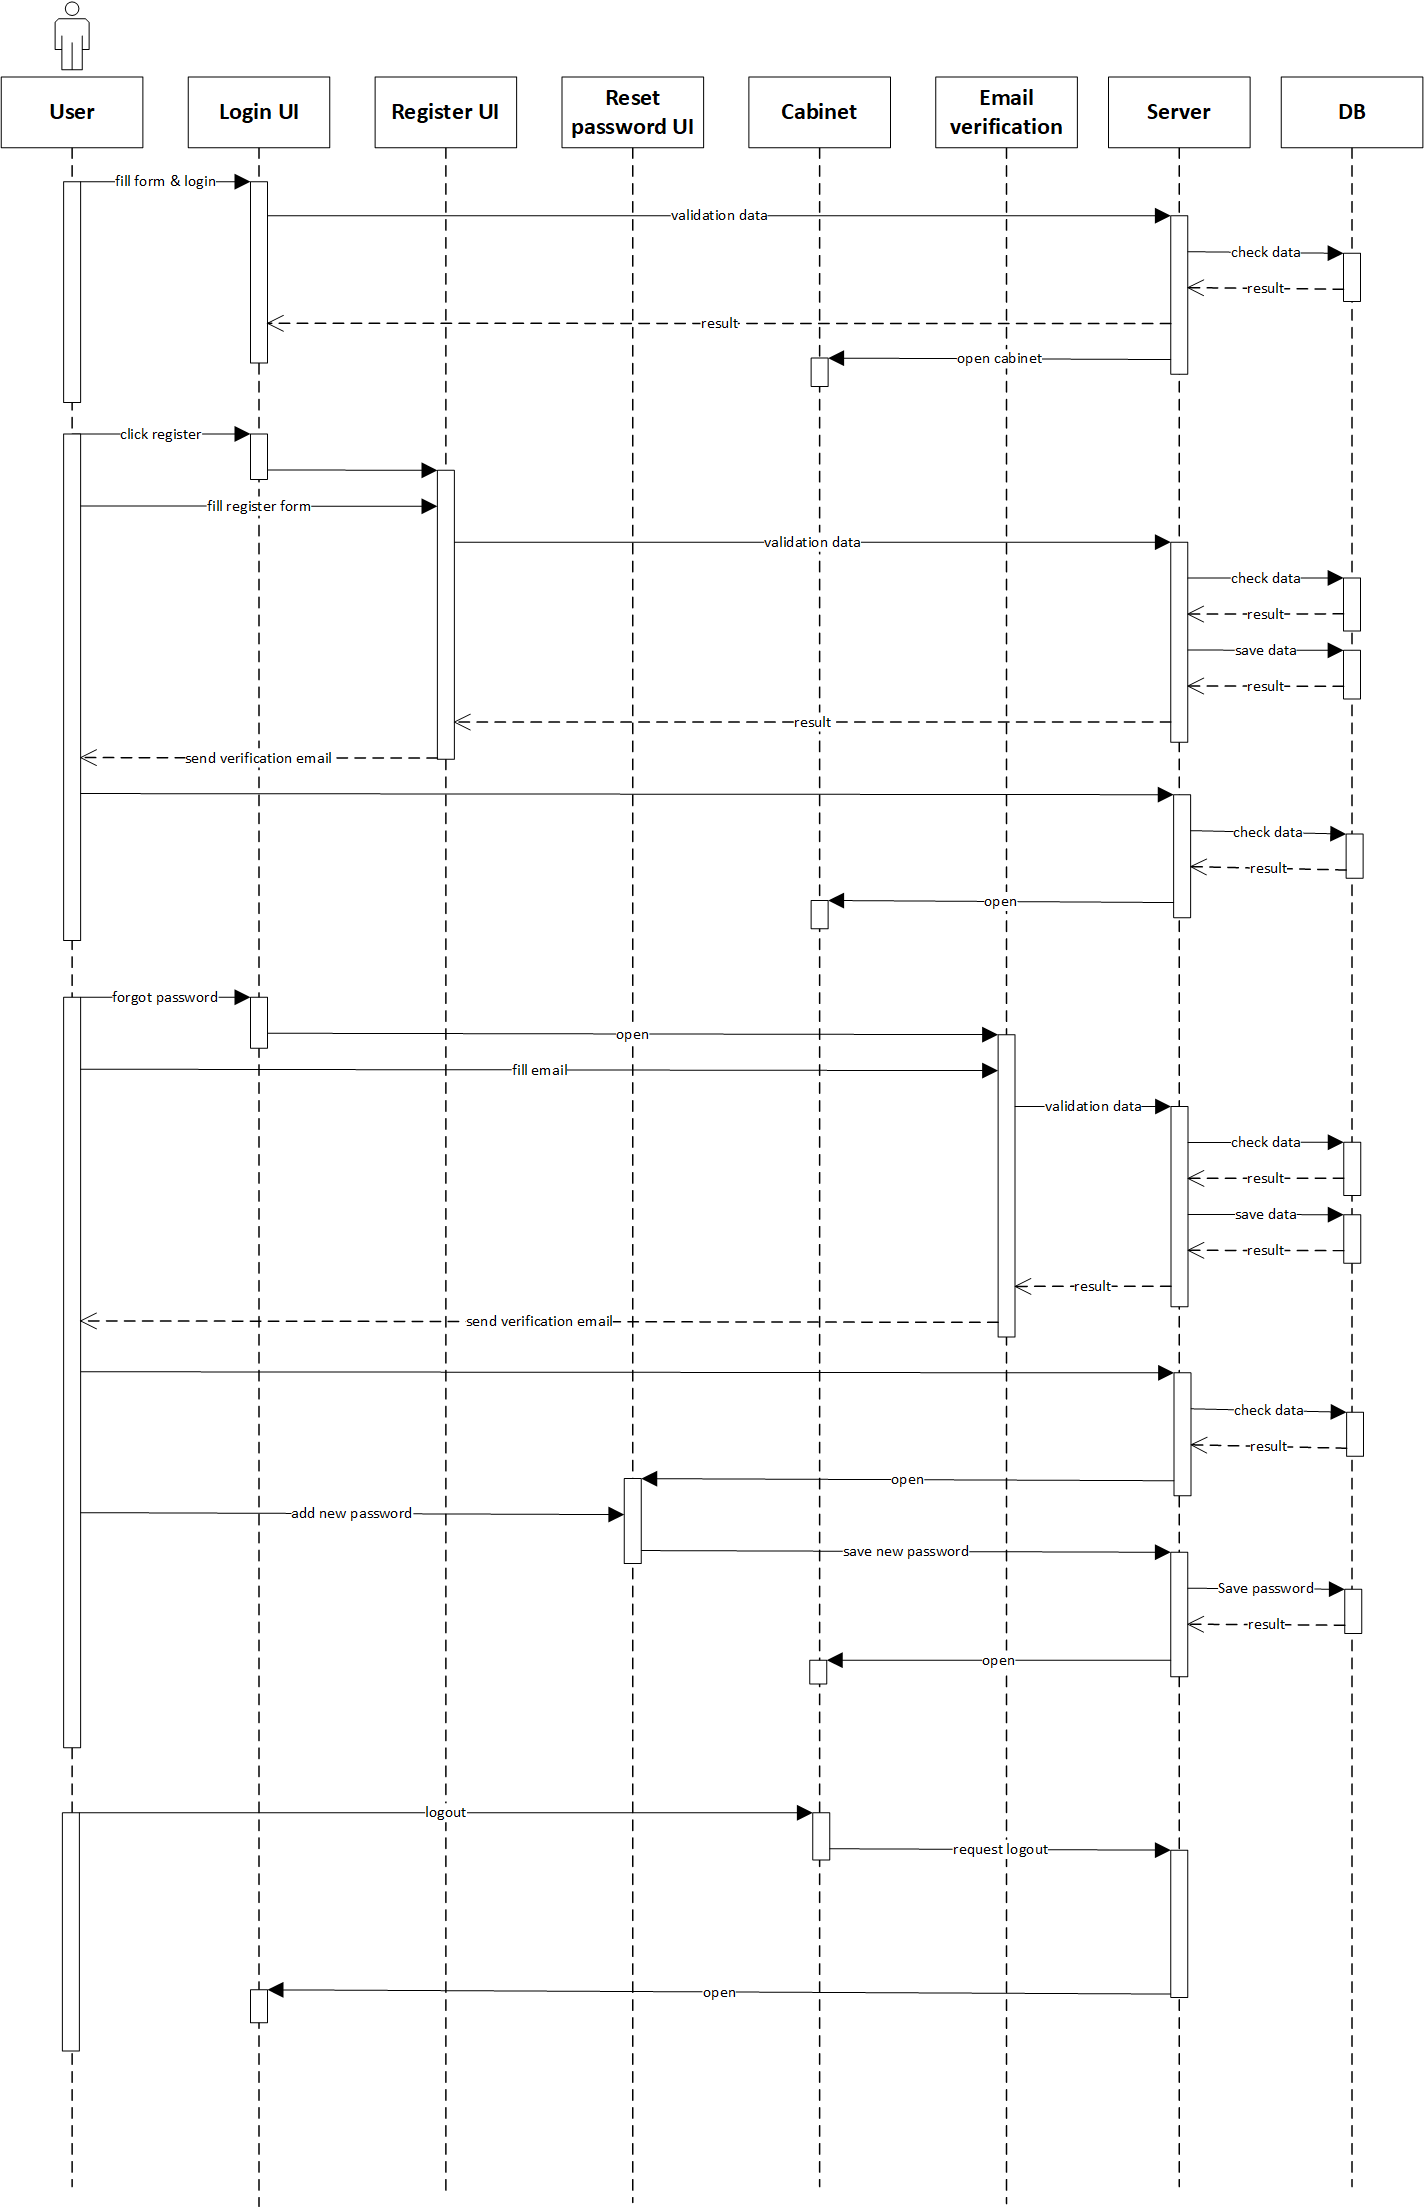 User
Login UI
Register UI
Reset
password UI
Cabinet
Email
verification
Server
DB
fill form & login
validation data
check data
result
result
open cabinet
click register
fill register form
validation data
check data
result
save data
result
result
send verification email
check data
result
open
forgot password
open
fill email
validation data
check data
result
save data
result
result
send verification email
check data
result
open
add new password
save new password
Save password
result
open
logout
request logout
open